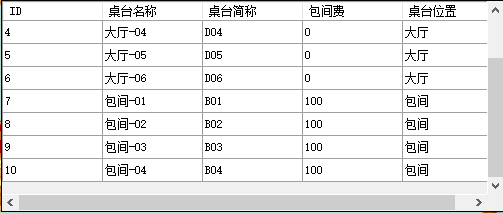 ID 桌台名称 桌台简称 包间费 桌台位置
4 大厅-04 D04 0 大厅
5 大厅-05 D05 0 大厅
6 大厅-06 D06 0 大厅
7 包间-01 B01 100 包间
8 包间-02 B02 100 包间
9 包间-03 B03 100 包间
10 包间-04 B04 100 包间